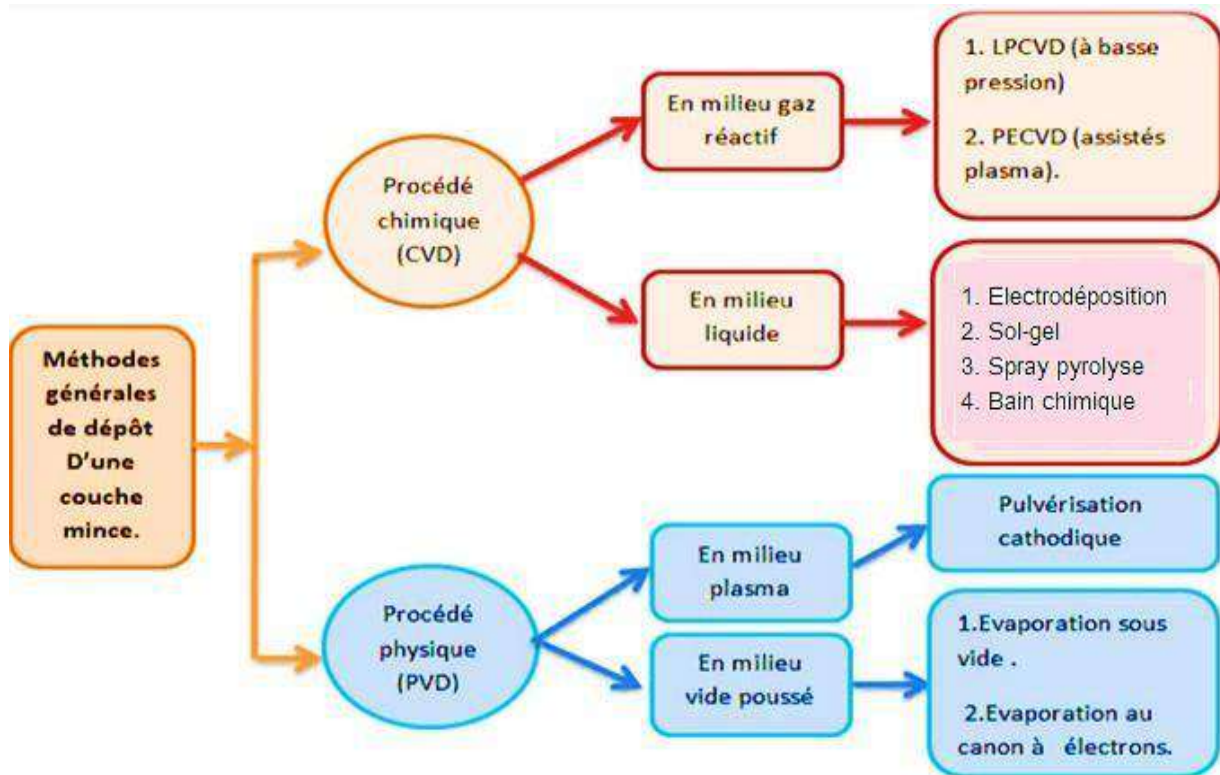 Méthodes
générales
de dépôt
D'une
couche
mince.
Procédé
chimique
(CVD)
En milieu gaz
réactif
1. LPCVD (à basse
pression)
2. PECVD (assistés
plasma).
En milieu
liquide
1. Electrodéposition
2. Sol-gel
3. Spray pyrolyse
4. Bain chimique
Procédé
physique
(PVD)
En milieu
plasma
Pulvérisation
cathodique
En milieu
vide poussé
1.Evaporation sous
vide .
2.Evaporation au
canon à électrons.